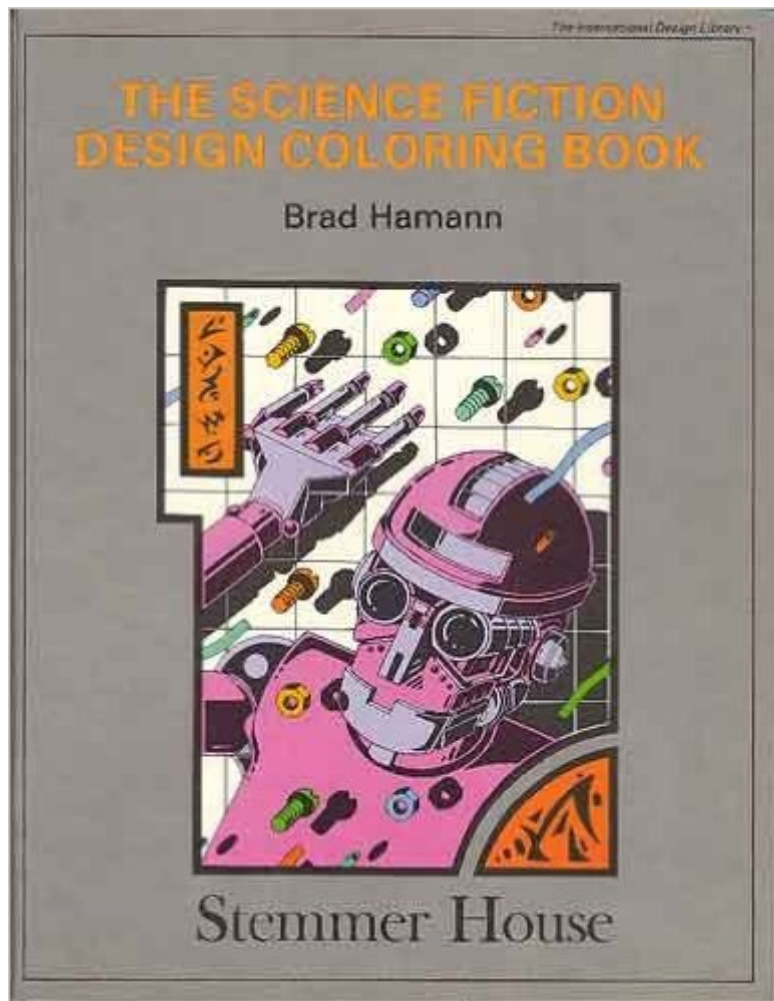 The International Design Library
THE SCIENCE FICTION
DESIGN COLORING BOOK
Brad Hamann
Stemmer House